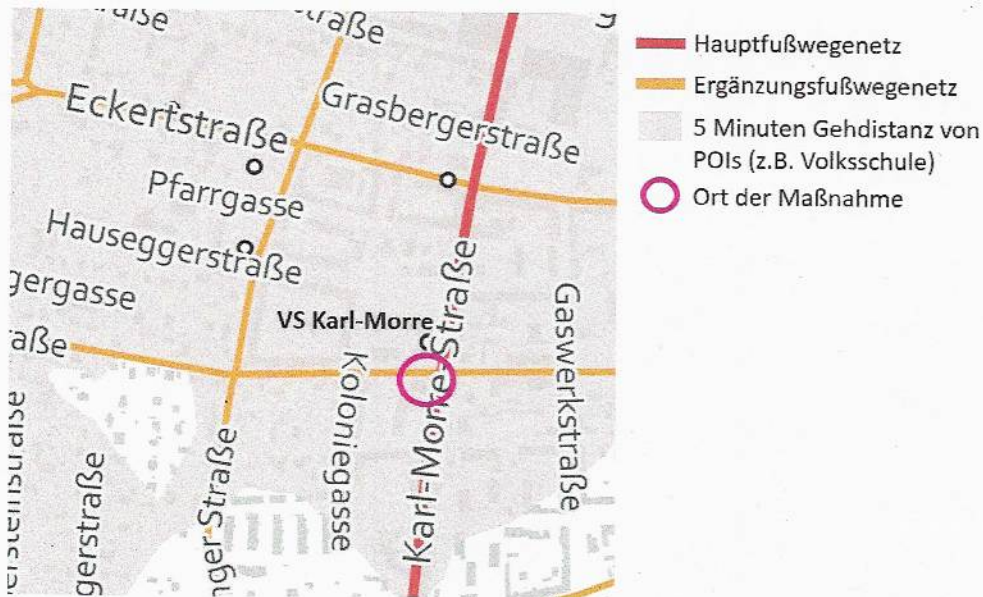 Eckertstraße
Grasbergerstraße
Pfarrgasse
Hauseggerstraße
VS Karl-Morre
Koloniegasse
Karl-Morre-Straße
Gaswerkstraße
Hauptfußwegenetz
Ergänzungsfußwegenetz
5 Minuten Gehdistanz von
POIs (z.B. Volksschule)
Ort der Maßnahme